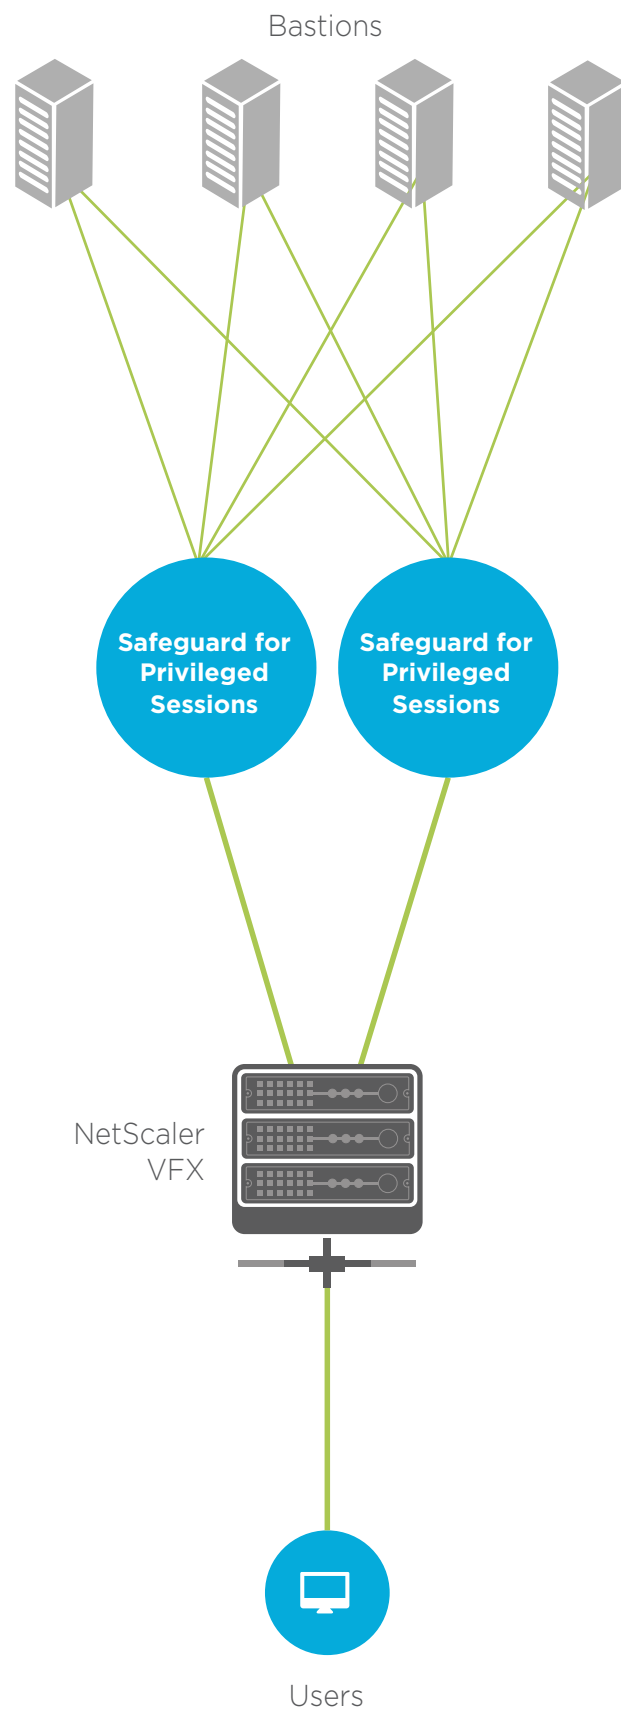 Bastions
Safeguard for
Privileged
Sessions
Safeguard for
Privileged
Sessions
NetScaler
VFX
Users